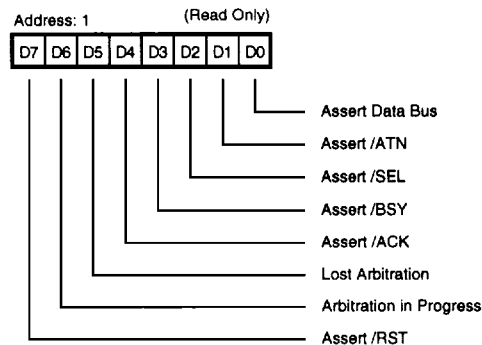 Address: 1 (Read Only)
D7 D6 D5 D4 D3 D2 D1 D0
Assert Data Bus
Assert /ATN
Assert /SEL
Assert /BSY
Assert /ACK
Lost Arbitration
Arbitration in Progress
Assert /RST